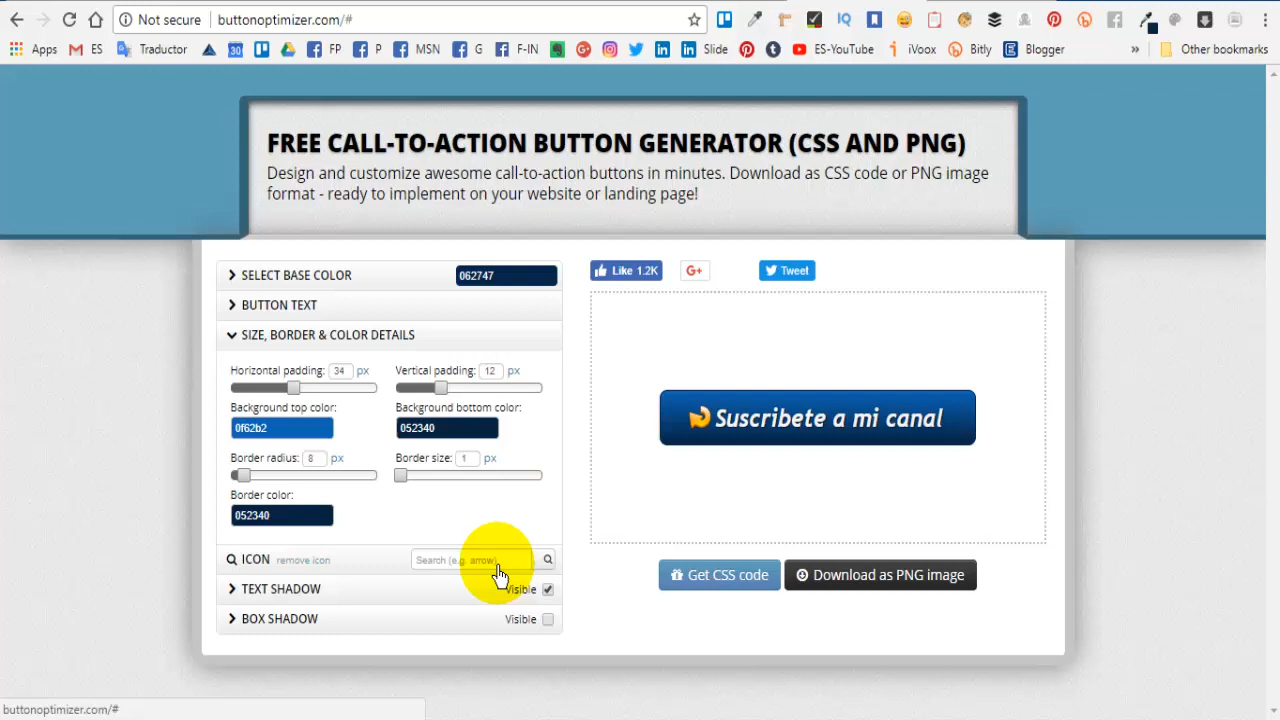 Not secure | buttonoptimizer.com/#
Apps ES Traductor 30 FP P MSN G F-IN Slide ES-YouTube iVoox Bitly Blogger » Other bookmarks
FREE CALL-TO-ACTION BUTTON GENERATOR (CSS AND PNG)
Design and customize awesome call-to-action buttons in minutes. Download as CSS code or PNG image
format - ready to implement on your website or landing page!
SELECT BASE COLOR 062747
Like 1.2K G+ Tweet
BUTTON TEXT
SIZE, BORDER & COLOR DETAILS
Horizontal padding: 34 px Vertical padding: 12 px
Background top color: Background bottom color:
0f62b2 052340
Suscribete a mi canal
Border radius: 8 px Border size: 1 px
Border color:
052340
ICON remove icon Search (e.g. arrow)
Get CSS code Download as PNG image
TEXT SHADOW Visible
BOX SHADOW Visible
buttonoptimizer.com/#